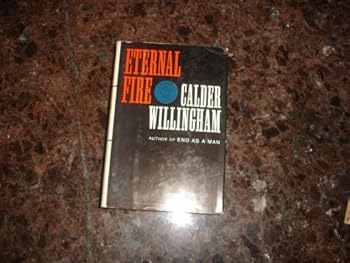 ETERNAL
FIRE
CALDER
WILLINGHAM
AUTHOR OF END AS A MAN